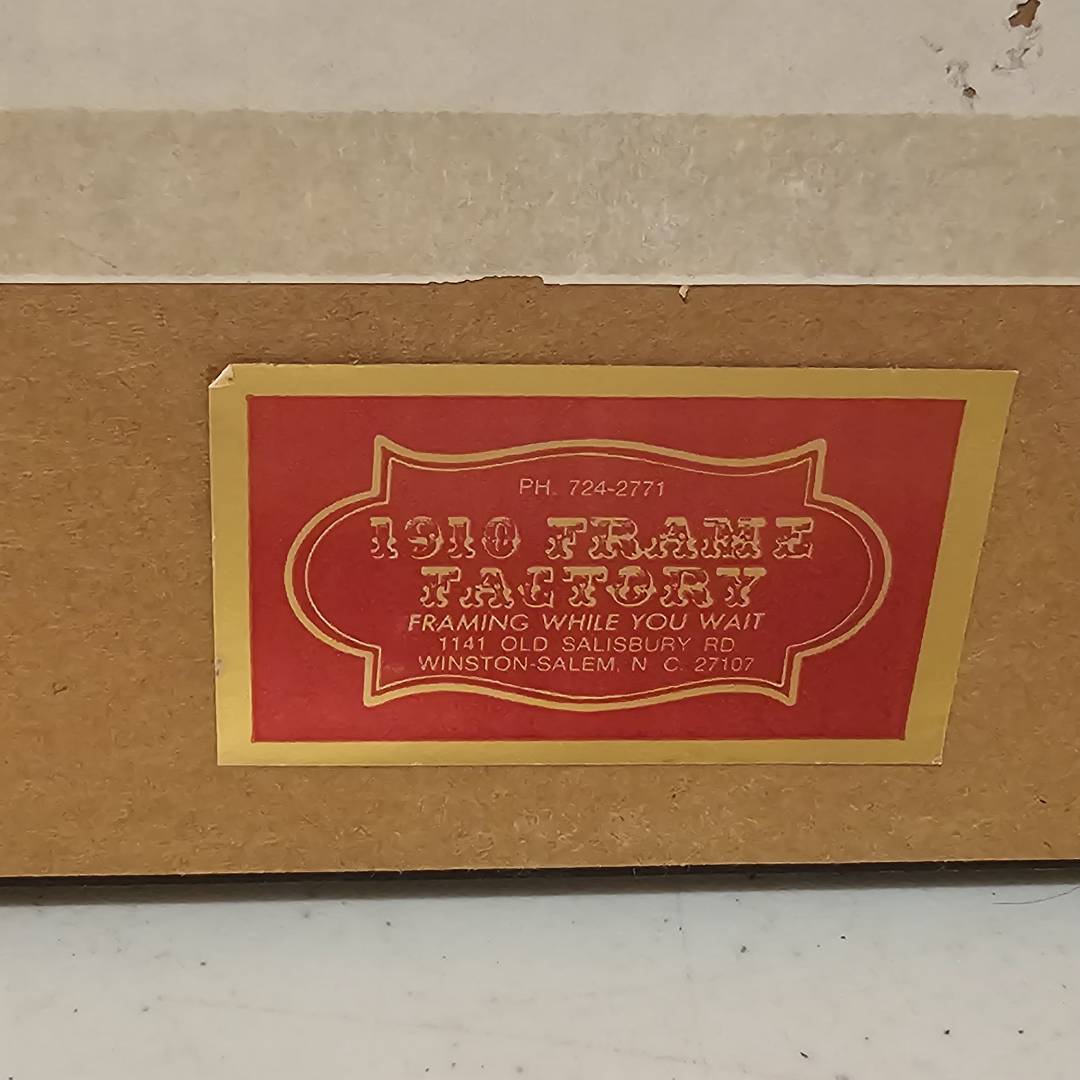 PH. 724-2771
1910 FRAME
FACTORY
FRAMING WHILE YOU WAIT
1141 OLD SALISBURY RD
WINSTON-SALEM, N C. 27107